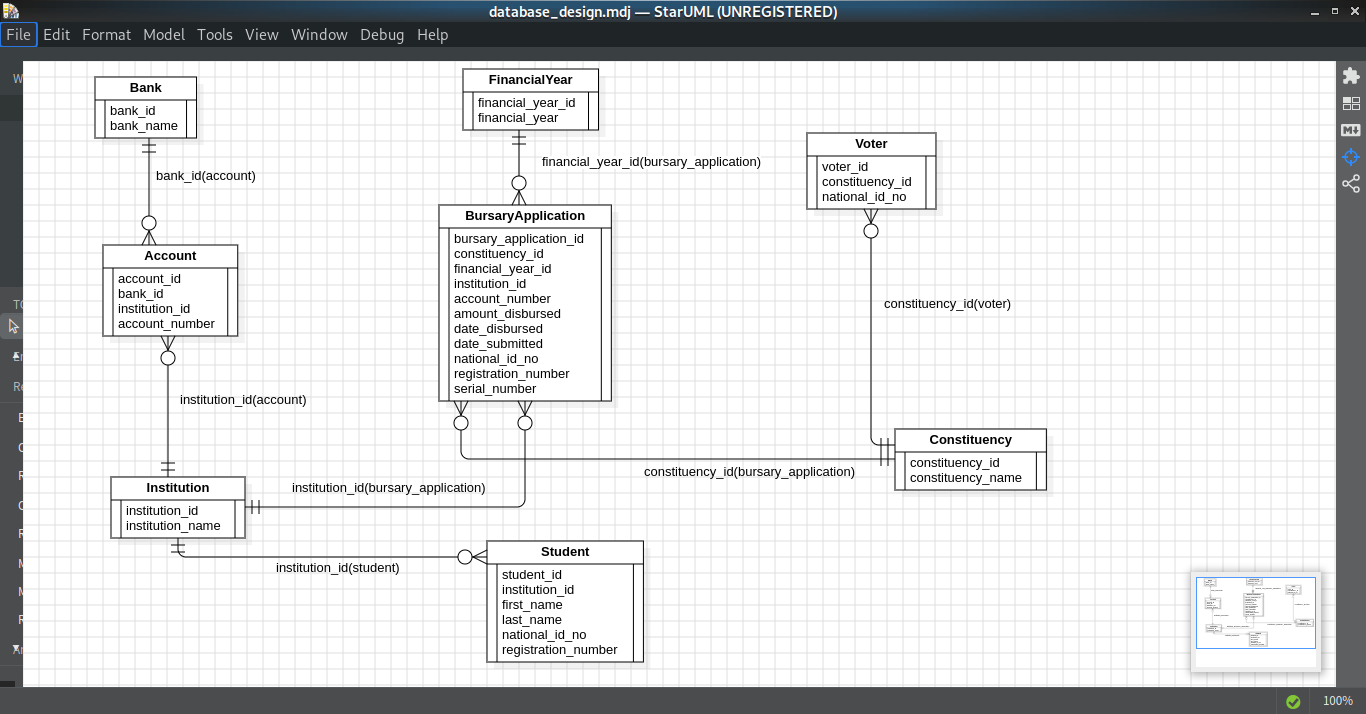 database_design.mdj — StarUML (UNREGISTERED)
File Edit Format Model Tools View Window Debug Help
Bank
bank_id
bank_name
bank_id(account)
FinancialYear
financial_year_id
financial_year
financial_year_id(bursary_application)
Voter
voter_id
constituency_id
national_id_no
constituency_id(voter)
Account
account_id
bank_id
institution_id
account_number
institution_id(account)
BursaryApplication
bursary_application_id
constituency_id
financial_year_id
institution_id
account_number
amount_disbursed
date_disbursed
date_submitted
national_id_no
registration_number
serial_number
Constituency
constituency_id
constituency_name
constituency_id(bursary_application)
Institution
institution_id
institution_name
institution_id(bursary_application)
institution_id(student)
Student
student_id
institution_id
first_name
last_name
national_id_no
registration_number
100%